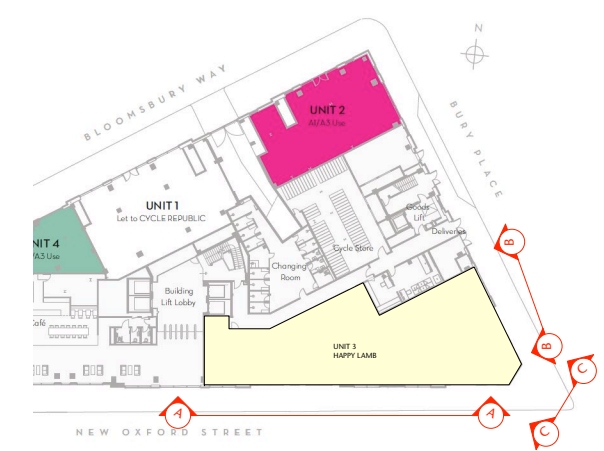 N
BLOOMSBURY WAY
BURY PLACE
UNIT 2
A1/A3 Use
UNIT 1
Let to CYCLE REPUBLIC
NIT 4
/A3 Use
Goods
Lift
Deliveries
Cycle Store
Changing
Room
Building
Lift Lobby
Café
UNIT 3
HAPPY LAMB
B
B
C
C
A
A
NEW OXFORD STREET